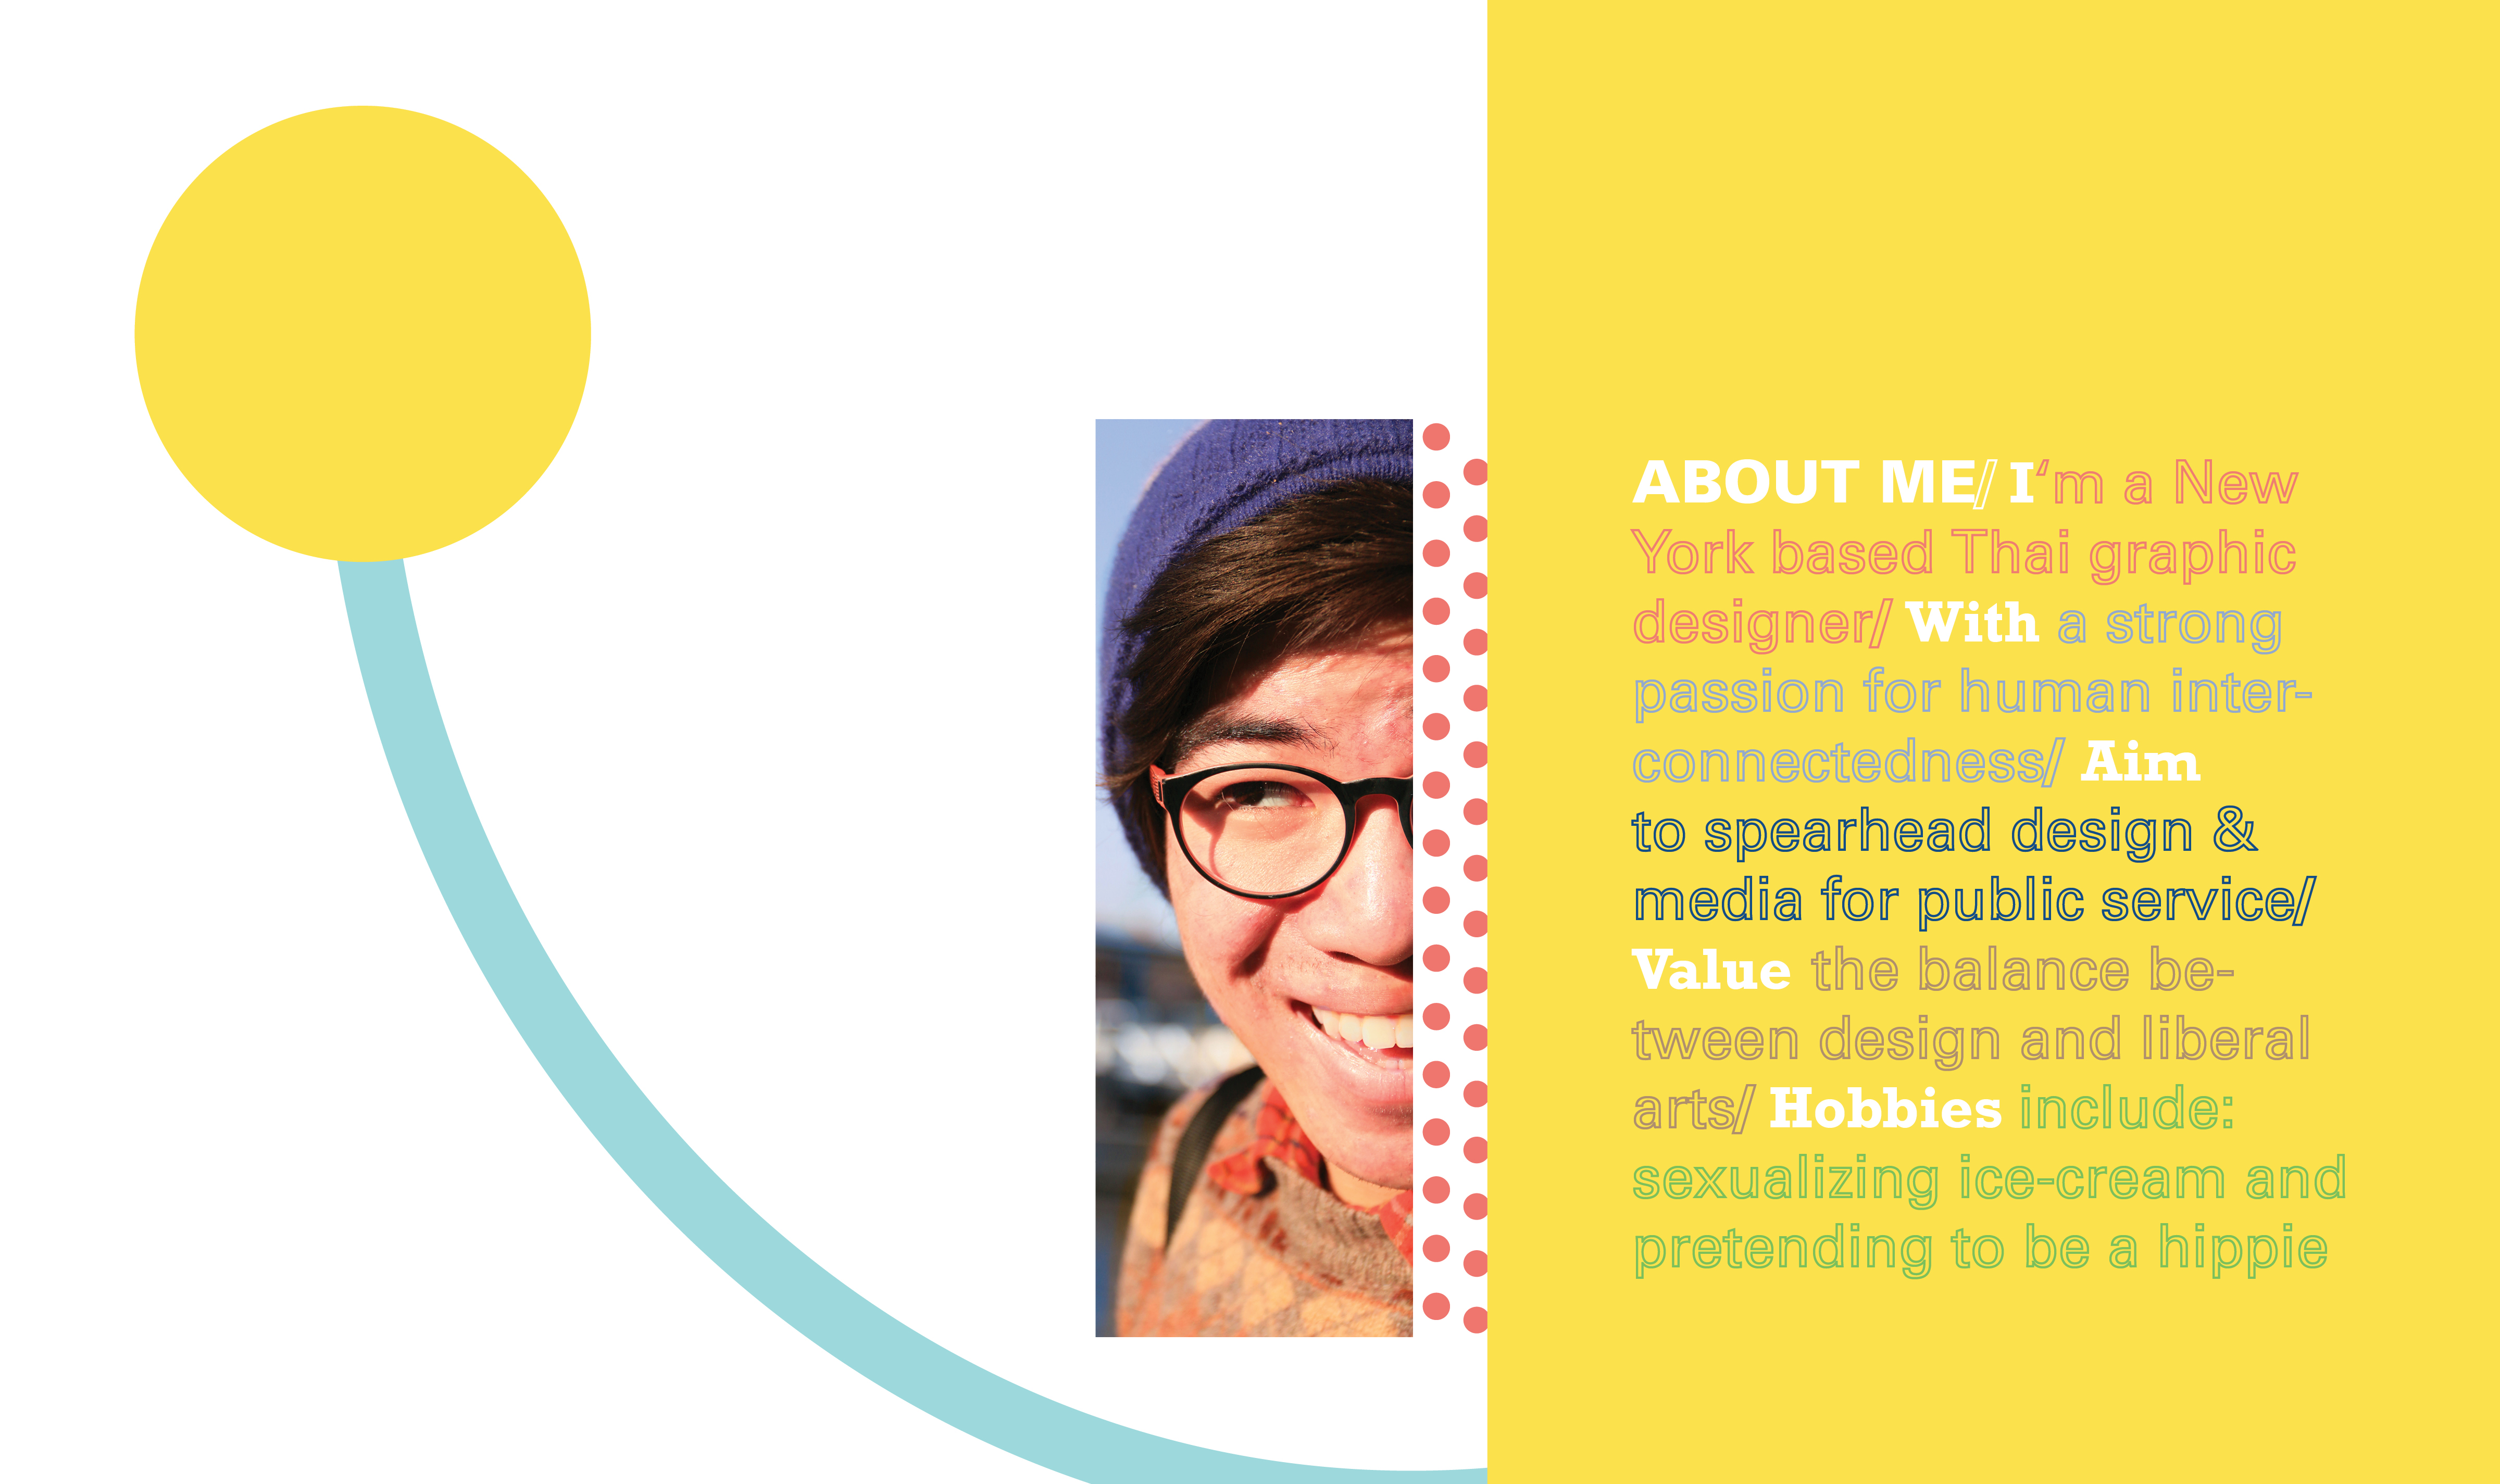 ABOUT ME/ I‘m a New
York based Thai graphic
designer/ With a strong
passion for human inter-
connectedness/ Aim
to spearhead design &
media for public service/
Value the balance be-
tween design and liberal
arts/ Hobbies include:
sexualizing ice-cream and
pretending to be a hippie